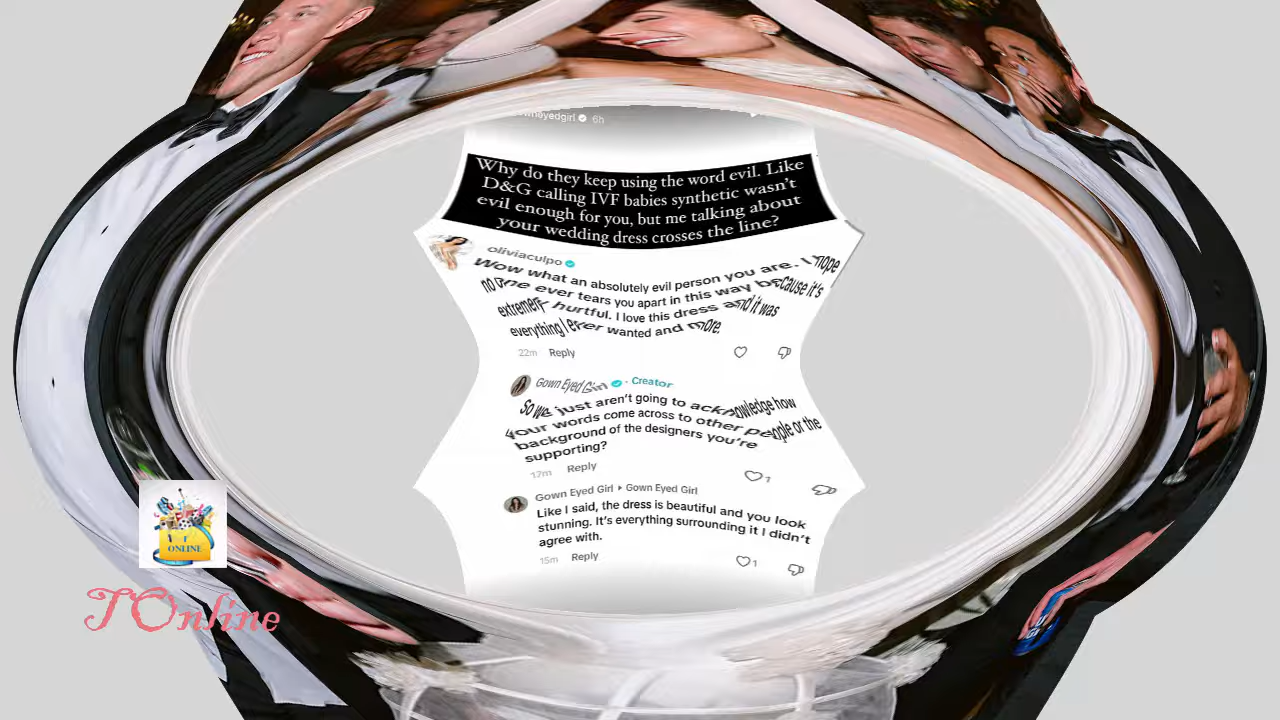 6h
Why do they keep using the word evil. Like
D&G calling IVF babies synthetic wasn't
evil enough for you, but me talking about
your wedding dress crosses the line?
oliviaculpo
Wow what an absolutely evil person you are. I hope
no one ever tears you apart in this way because it's
hurtful. I love this dress and it was
everything I ever wanted and more.
22m Reply
Gown Eyed Girl · Creator
So we just aren't going to acknowledge how
your words come across to other people or the
background of the designers you're
supporting?
17m Reply 1
Gown Eyed Girl ▸ Gown Eyed Girl
Like I said, the dress is beautiful and you look
stunning. It's everything surrounding it I didn't
agree with.
15m Reply 1
T
ONLINE
TOnline